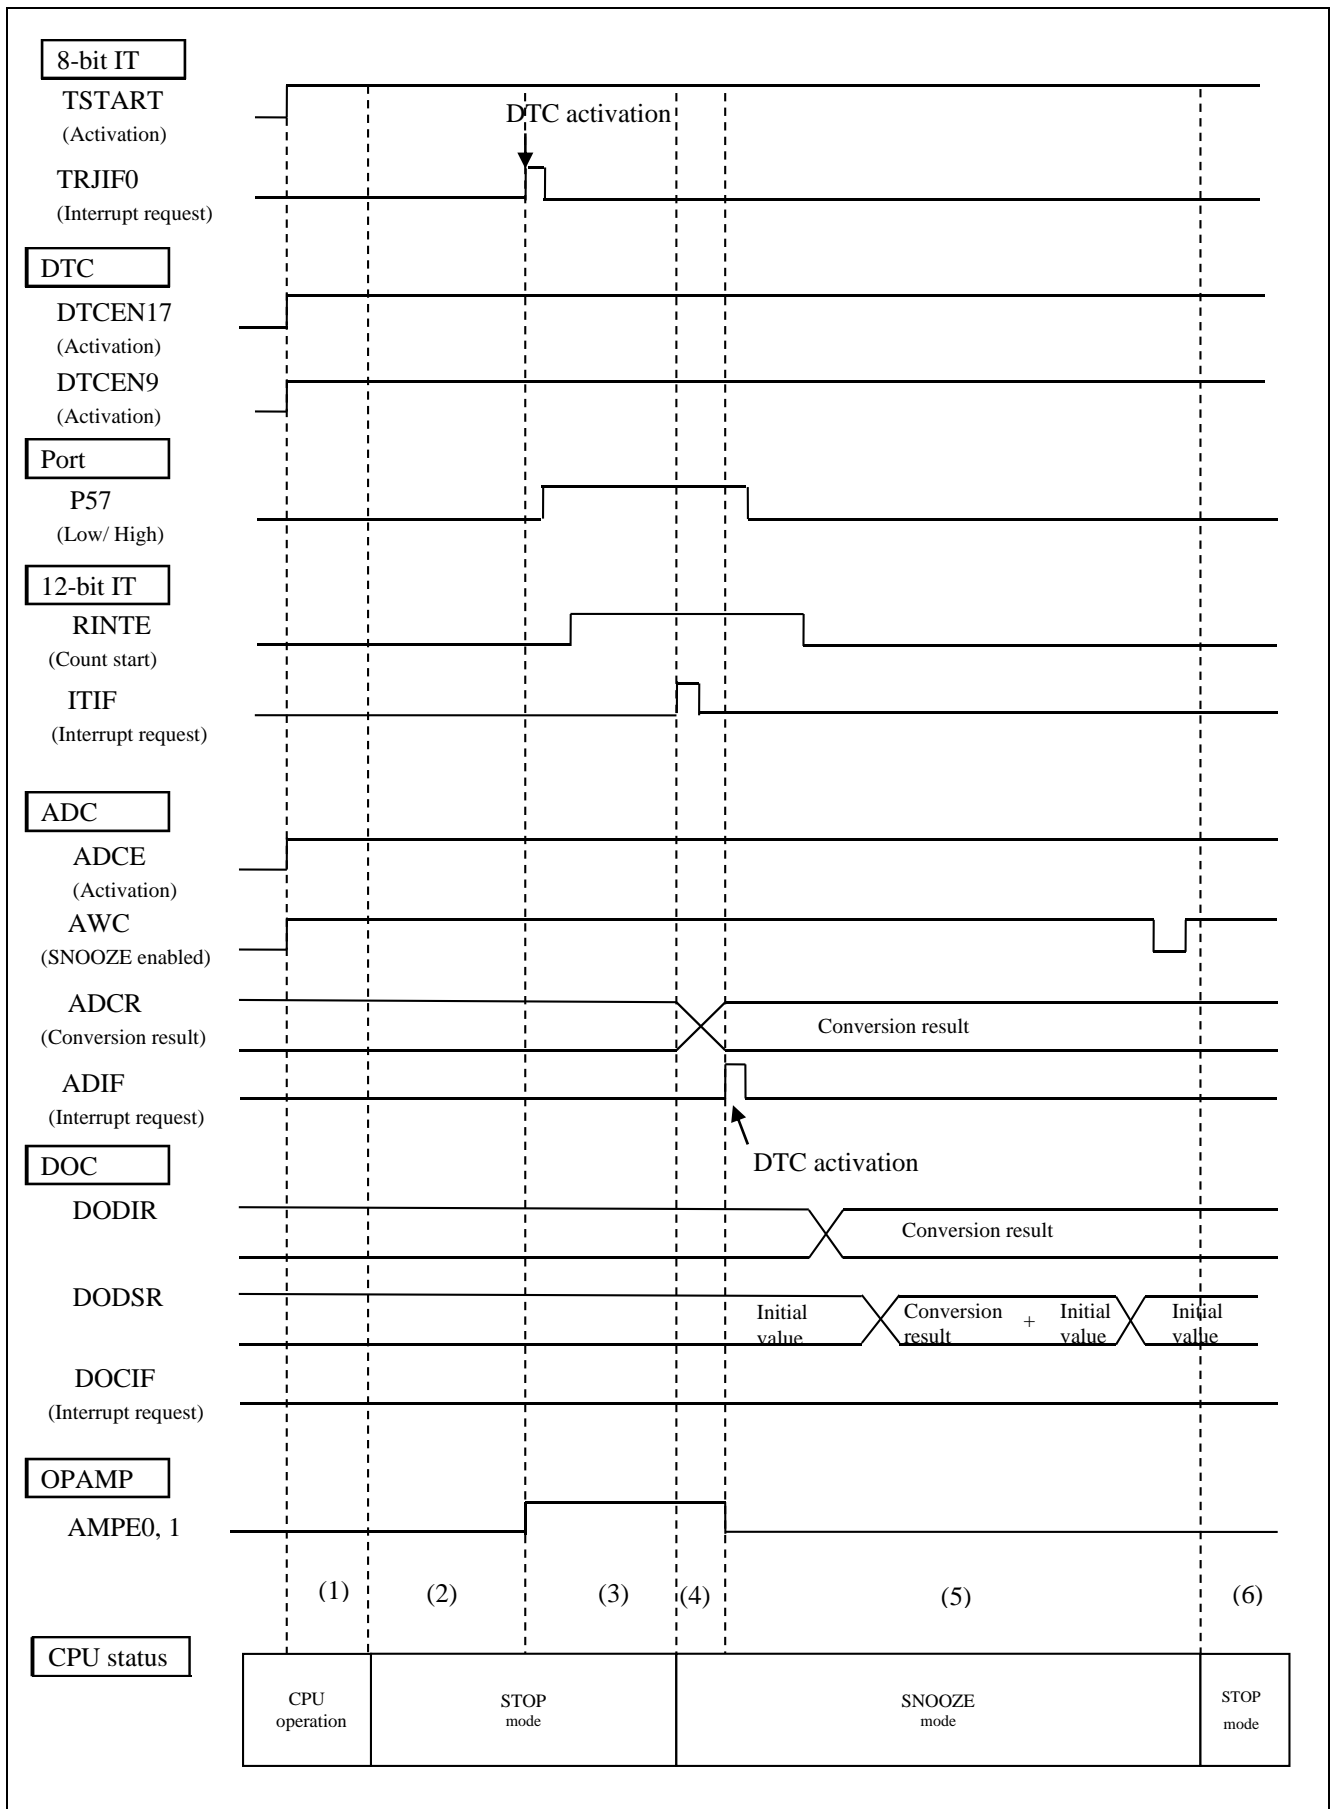 8-bit IT
TSTART
(Activation)
DTC activation
TRJIF0
(Interrupt request)
DTC
DTCEN17
(Activation)
DTCEN9
(Activation)
Port
P57
(Low/ High)
12-bit IT
RINTE
(Count start)
ITIF
(Interrupt request)
ADC
ADCE
(Activation)
AWC
(SNOOZE enabled)
ADCR
(Conversion result)
Conversion result
ADIF
(Interrupt request)
DTC activation
DOC
DODIR
Conversion result
DODSR
Initial
value
Conversion
result
+
Initial
value
Initial
value
DOCIF
(Interrupt request)
OPAMP
AMPE0, 1
(1)
(2)
(3)
(4)
(5)
(6)
CPU status
CPU
operation
STOP
mode
SNOOZE
mode
STOP
mode